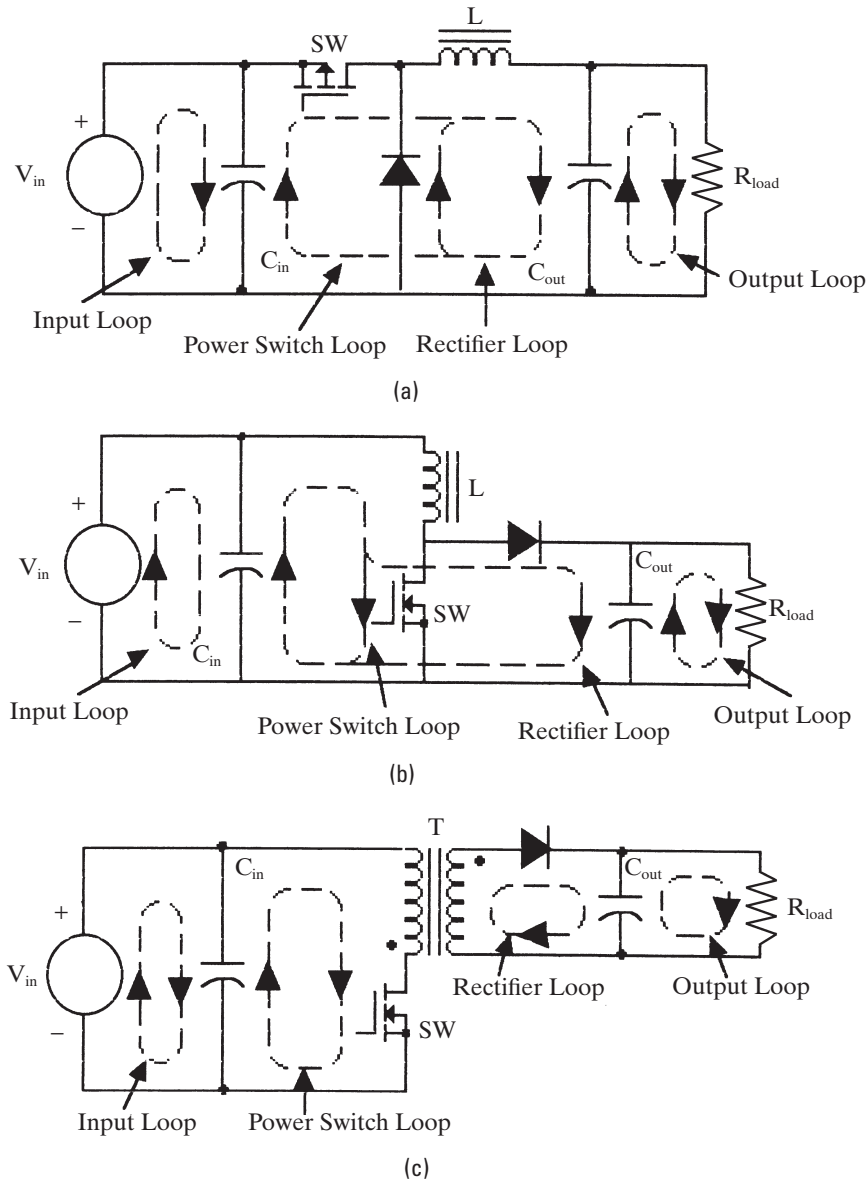 L
SW
+
V_in
−
C_in
C_out
R_load
Input Loop
Power Switch Loop
Rectifier Loop
Output Loop
(a)
L
+
V_in
−
C_in
SW
C_out
R_load
Input Loop
Power Switch Loop
Rectifier Loop
Output Loop
(b)
T
C_in
C_out
+
V_in
−
R_load
SW
Rectifier Loop
Output Loop
Input Loop
Power Switch Loop
(c)